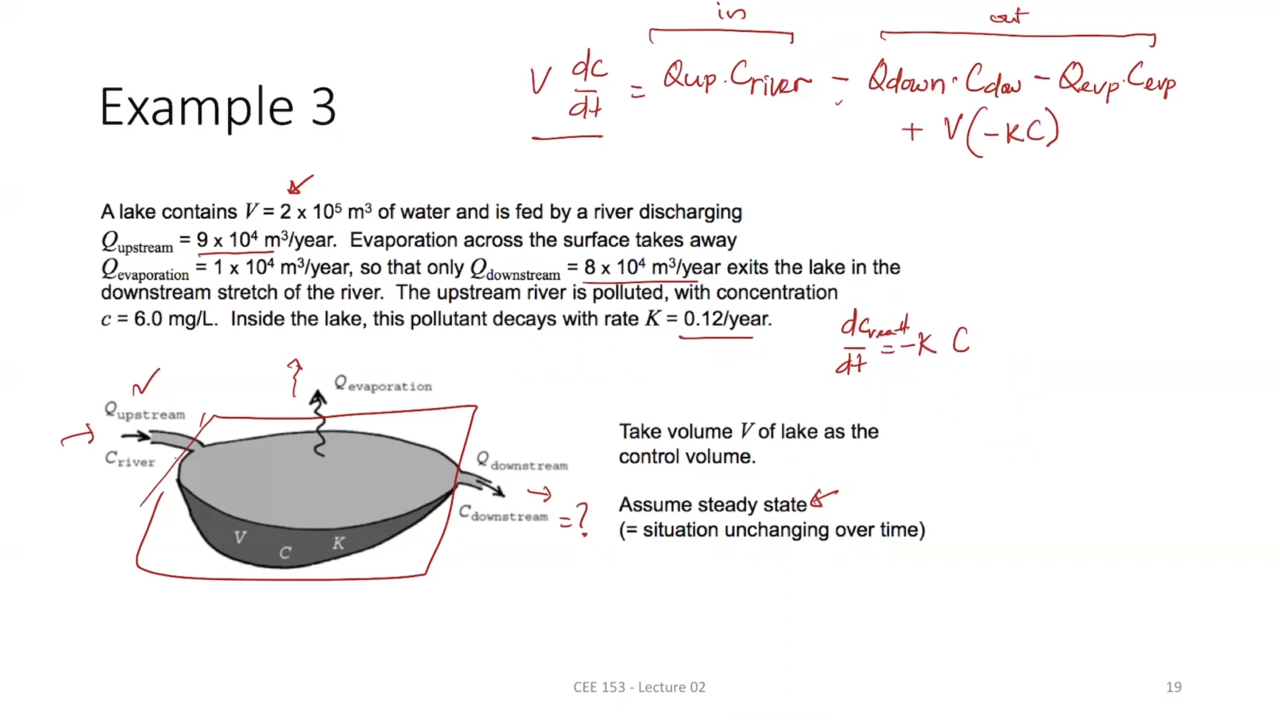 in
out
V dc/dt = Qup · Criver − Qdown · Cdow − Qevp · Cevp
+ V(−KC)
Example 3
A lake contains V = 2 x 10⁵ m³ of water and is fed by a river discharging
Qupstream = 9 x 10⁴ m³/year. Evaporation across the surface takes away
Qevaporation = 1 x 10⁴ m³/year, so that only Qdownstream = 8 x 10⁴ m³/year exits the lake in the
downstream stretch of the river. The upstream river is polluted, with concentration
c = 6.0 mg/L. Inside the lake, this pollutant decays with rate K = 0.12/year.
dc/dt = −K C
Qupstream
Criver
Qevaporation
Qdownstream
Cdownstream = ?
V
C
K
Take volume V of lake as the
control volume.
Assume steady state
(= situation unchanging over time)
CEE 153 - Lecture 02
19